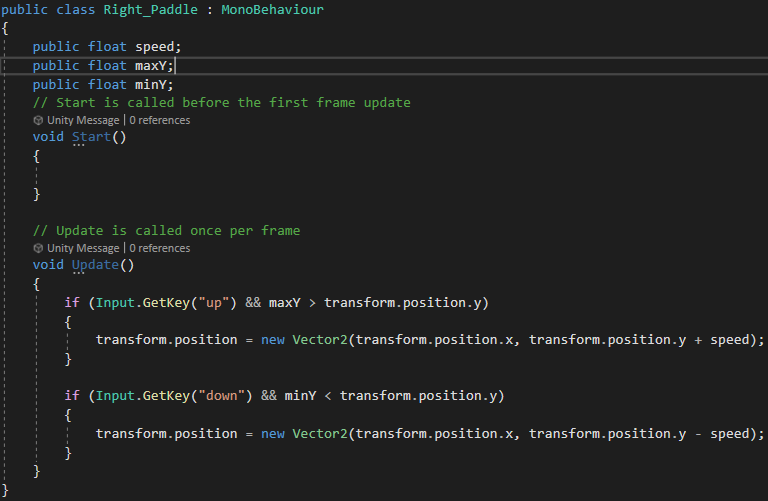 public class Right_Paddle : MonoBehaviour
{
public float speed;
public float maxY;
public float minY;
// Start is called before the first frame update
Unity Message | 0 references
void Start()
{
}
// Update is called once per frame
Unity Message | 0 references
void Update()
{
if (Input.GetKey("up") && maxY > transform.position.y)
{
transform.position = new Vector2(transform.position.x, transform.position.y + speed);
}
if (Input.GetKey("down") && minY < transform.position.y)
{
transform.position = new Vector2(transform.position.x, transform.position.y - speed);
}
}
}